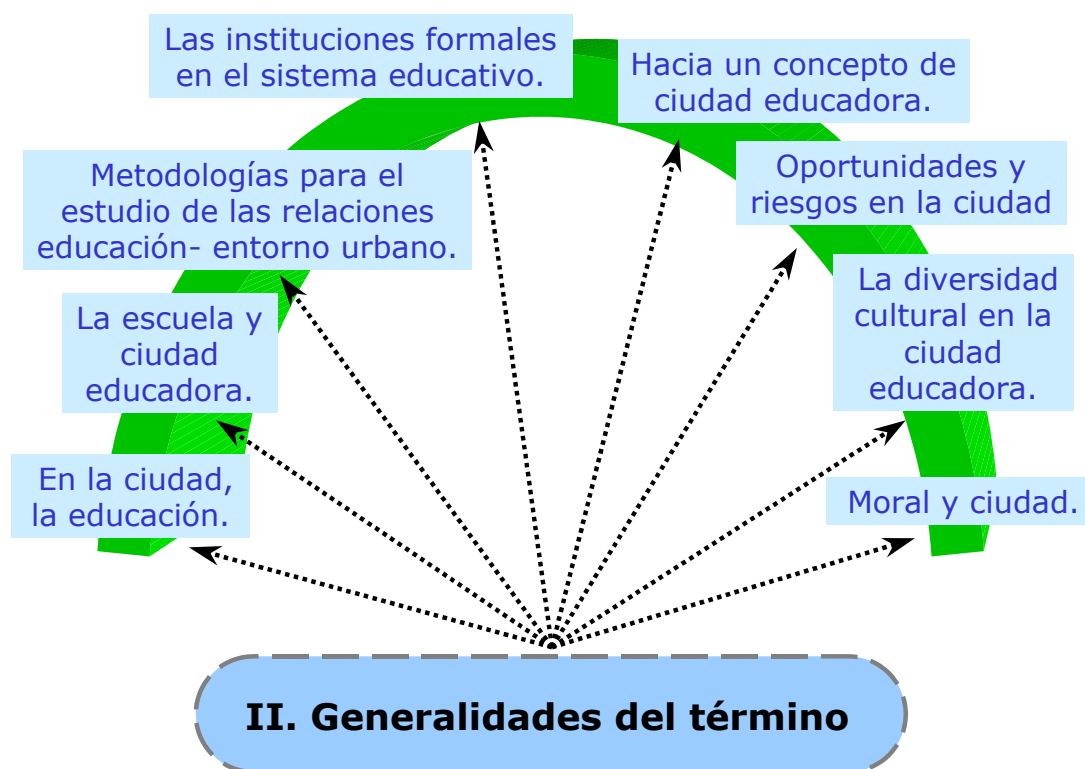 Las instituciones formales
en el sistema educativo.
Hacia un concepto de
ciudad educadora.
Metodologías para el
estudio de las relaciones
educación- entorno urbano.
Oportunidades y
riesgos en la ciudad
La escuela y
ciudad
educadora.
La diversidad
cultural en la
ciudad
educadora.
En la ciudad,
la educación.
Moral y ciudad.
II. Generalidades del término